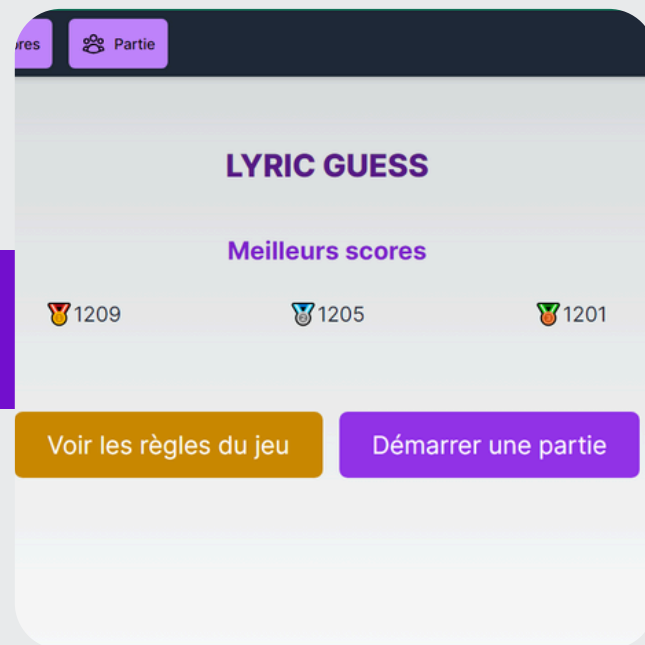 Partie
LYRIC GUESS
Meilleurs scores
1209 1205 1201
Voir les règles du jeu Démarrer une partie